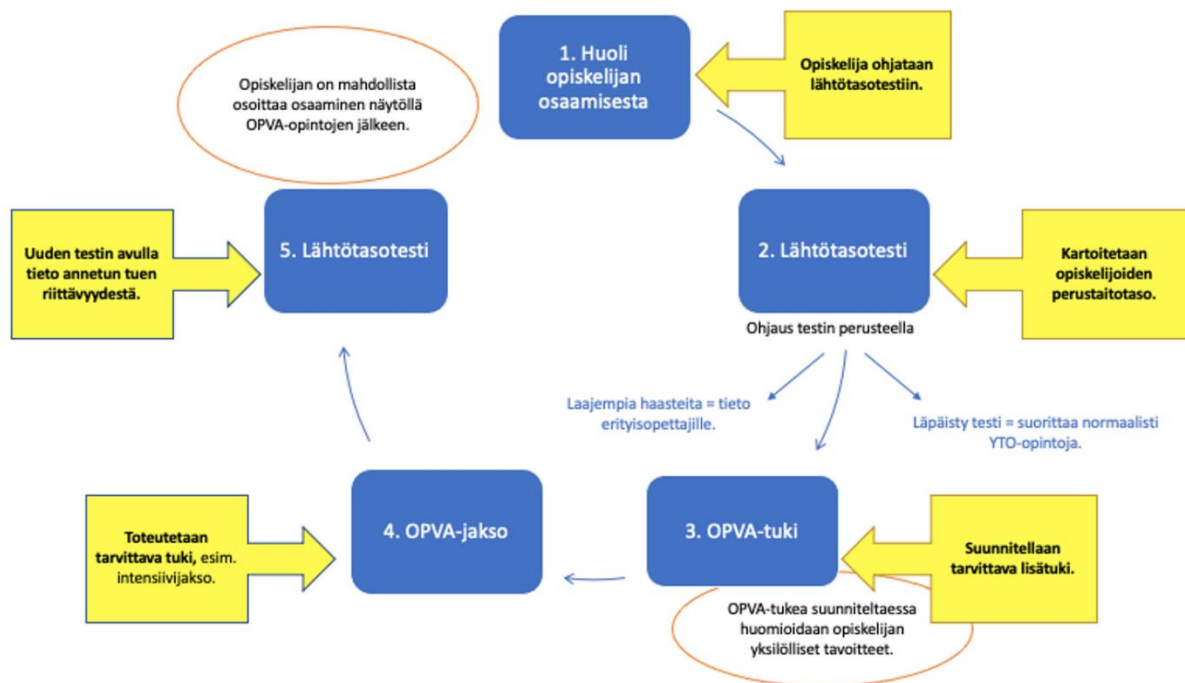 1. Huoli
opiskelijan
osaamisesta
Opiskelija ohjataan
lähtötasotestiin.
Opiskelijan on mahdollista
osoittaa osaaminen näytöllä
OPVA-opintojen jälkeen.
2. Lähtötasotesti
Kartoitetaan
opiskelijoiden
perustaitotaso.
Ohjaus testin perusteella
Laajempia haasteita = tieto
erityisopettajille.
Läpäisty testi = suorittaa normaalisti
YTO-opintoja.
3. OPVA-tuki
Suunnitellaan
tarvittava lisätuki.
OPVA-tukea suunniteltaessa
huomioidaan opiskelijan
yksilölliset tavoitteet.
4. OPVA-jakso
Toteutetaan
tarvittava tuki, esim.
intensiivijakso.
5. Lähtötasotesti
Uuden testin avulla
tieto annetun tuen
riittävyydestä.